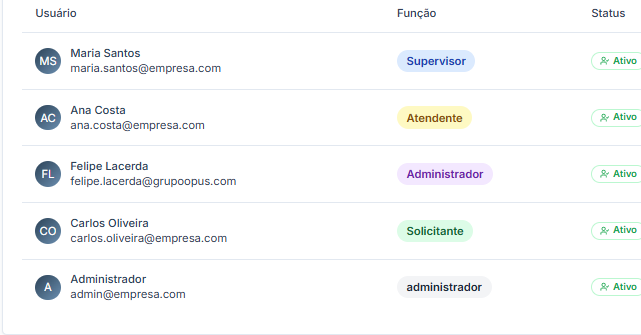 Usuário Função Status
MS Maria Santos
maria.santos@empresa.com Supervisor Ativo
AC Ana Costa
ana.costa@empresa.com Atendente Ativo
FL Felipe Lacerda
felipe.lacerda@grupoopus.com Administrador Ativo
CO Carlos Oliveira
carlos.oliveira@empresa.com Solicitante Ativo
A Administrador
admin@empresa.com administrador Ativo